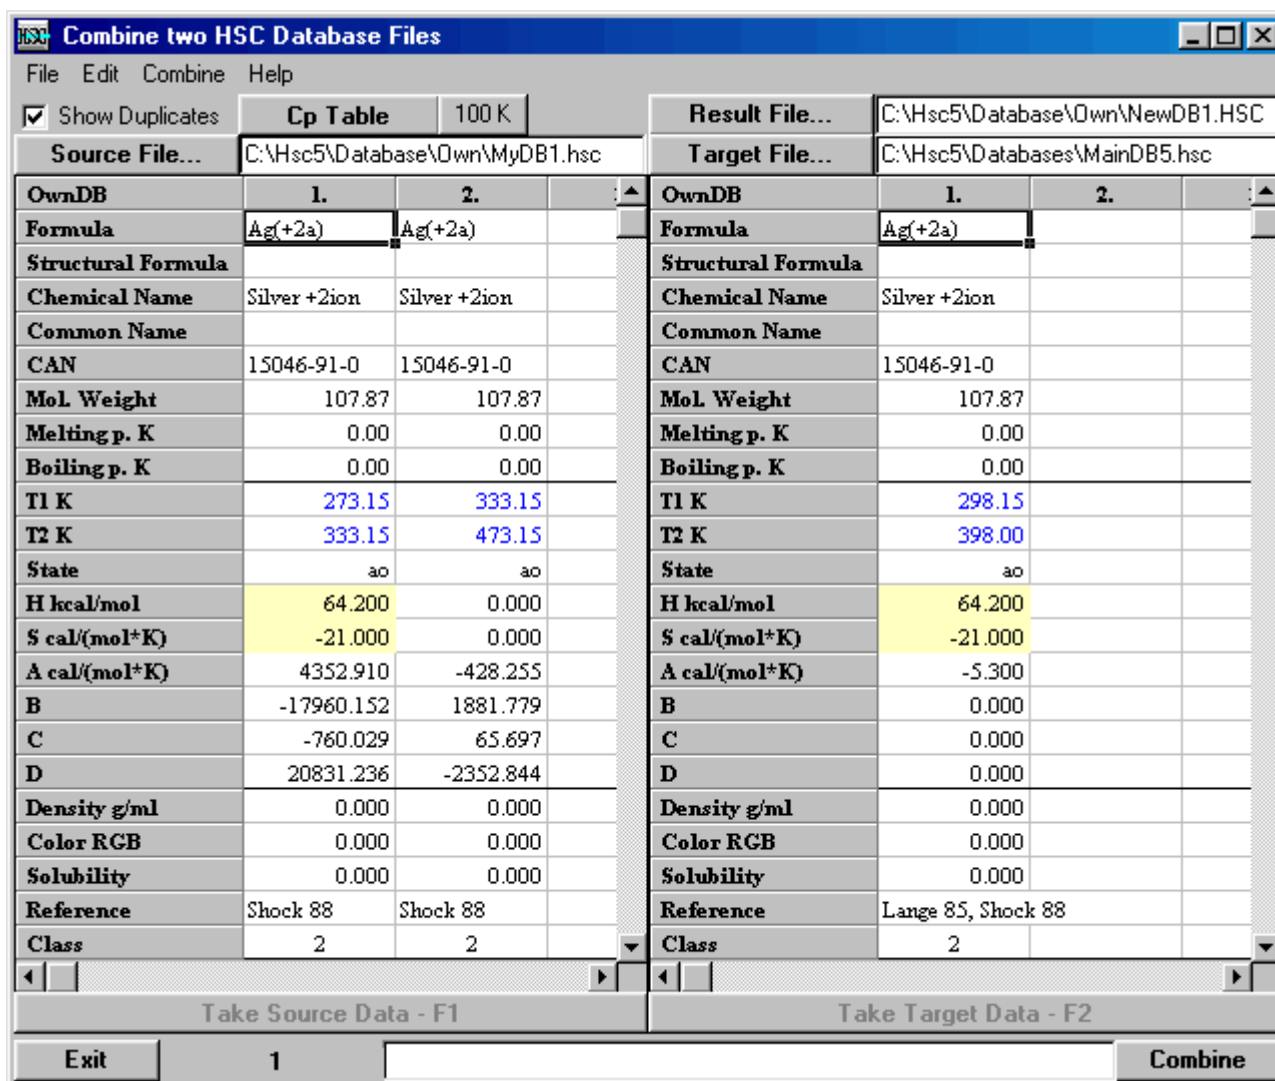 HSC Combine two HSC Database Files
File Edit Combine Help
Show Duplicates Cp Table 100 K Result File... C:\Hsc5\Database\Own\NewDB1.HSC
Source File... C:\Hsc5\Database\Own\MyDB1.hsc Target File... C:\Hsc5\Databases\MainDB5.hsc
OwnDB 1. 2. OwnDB 1. 2.
Formula Ag(+2a) Ag(+2a) Formula Ag(+2a)
Structural Formula Structural Formula
Chemical Name Silver +2ion Silver +2ion Chemical Name Silver +2ion
Common Name Common Name
CAN 15046-91-0 15046-91-0 CAN 15046-91-0
Mol. Weight 107.87 107.87 Mol. Weight 107.87
Melting p. K 0.00 0.00 Melting p. K 0.00
Boiling p. K 0.00 0.00 Boiling p. K 0.00
T1 K 273.15 333.15 T1 K 298.15
T2 K 333.15 473.15 T2 K 398.00
State ao ao State ao
H kcal/mol 64.200 0.000 H kcal/mol 64.200
S cal/(mol*K) -21.000 0.000 S cal/(mol*K) -21.000
A cal/(mol*K) 4352.910 -428.255 A cal/(mol*K) -5.300
B -17960.152 1881.779 B 0.000
C -760.029 65.697 C 0.000
D 20831.236 -2352.844 D 0.000
Density g/ml 0.000 0.000 Density g/ml 0.000
Color RGB 0.000 0.000 Color RGB 0.000
Solubility 0.000 0.000 Solubility 0.000
Reference Shock 88 Shock 88 Reference Lange 85, Shock 88
Class 2 2 Class 2
Take Source Data - F1 Take Target Data - F2
Exit 1 Combine